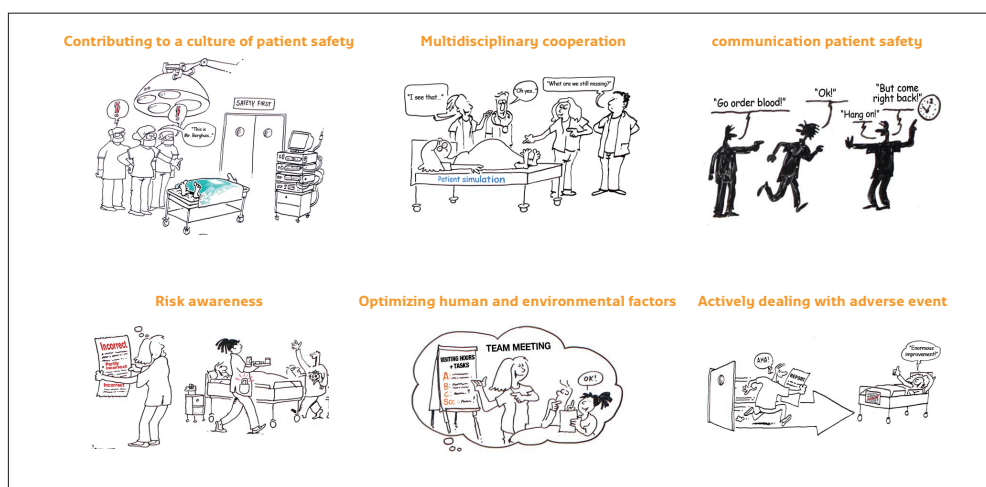 Contributing to a culture of patient safety
SAFETY FIRST
"This is
Mr. Berghuis..."
Multidisciplinary cooperation
"I see that..."
"Oh yes..
"What are we still missing?"
Patient simulation
communication patient safety
"Go order blood!"
"Ok!"
"Hang on!"
"But come
right back!"
Risk awareness
Incorrect
Partly
Incorrect
Optimizing human and environmental factors
TEAM MEETING
VISITING HOURS
+ TASKS
A:
B:
C:
So:
OK!
Actively dealing with adverse event
AHA!
REPORT
"Enormous
improvement!"